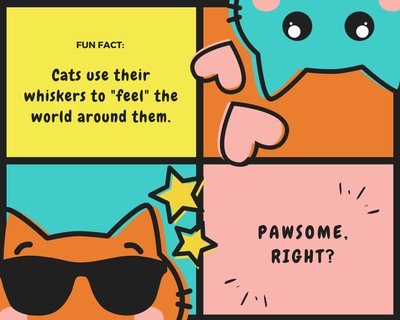 FUN FACT:
Cats use their
whiskers to "feel" the
world around them.
PAWSOME,
RIGHT?